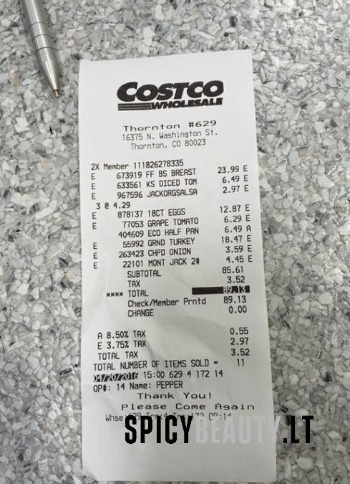 COSTCO
WHOLESALE
Thornton #629
16375 N. Washington St.
Thornton, CO 80023
2X Member 111826278335
E 673919 FF BS BREAST 23.99 E
E 633561 KS DICED TOM 6.49 E
E 967596 JACKORGSALSA 2.97 E
3 @ 4.29
E 878137 18CT EGGS 12.87 E
E 77053 GRAPE TOMATO 6.29 E
404609 ECO HALF PAN 6.49 A
E 55992 GRND TURKEY 18.47 E
E 263423 CHPD ONION 3.59 E
E 22101 MONT JACK 2# 4.45 E
SUBTOTAL 85.61
TAX 3.52
**** TOTAL 89.13
Check/Member Prntd 89.13
CHANGE 0.00
A 8.50% TAX 0.55
E 3.75% TAX 2.97
TOTAL TAX 3.52
TOTAL NUMBER OF ITEMS SOLD = 11
04/20/2016 15:00 629 4 172 14
OP#: 14 Name: PEPPER
Thank You!
Please Come Again
SPICYBEAUTY.LT